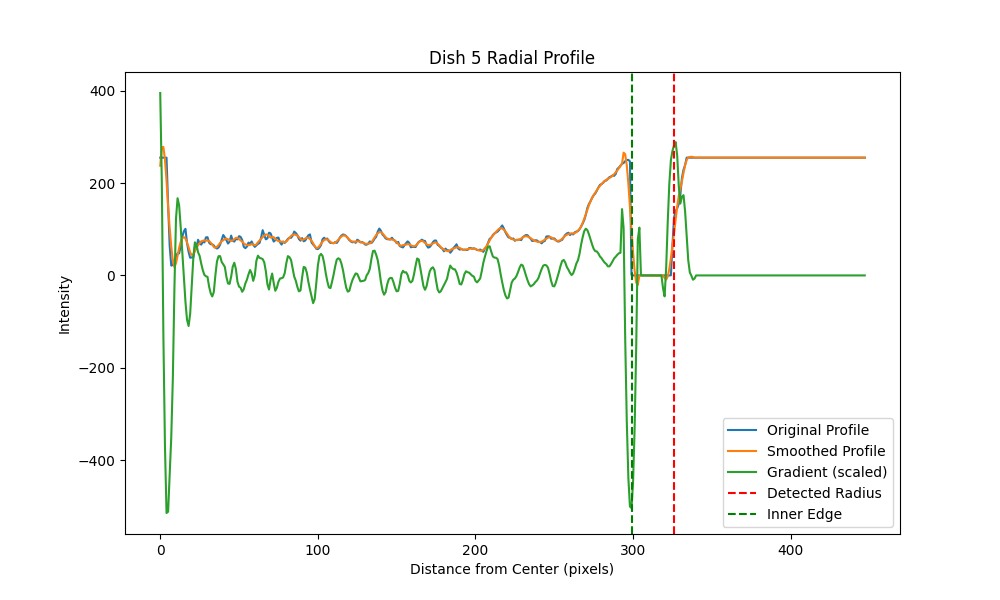 Dish 5 Radial Profile
400
200
0
−200
−400
Intensity
0
100
200
300
400
Distance from Center (pixels)
Original Profile
Smoothed Profile
Gradient (scaled)
Detected Radius
Inner Edge